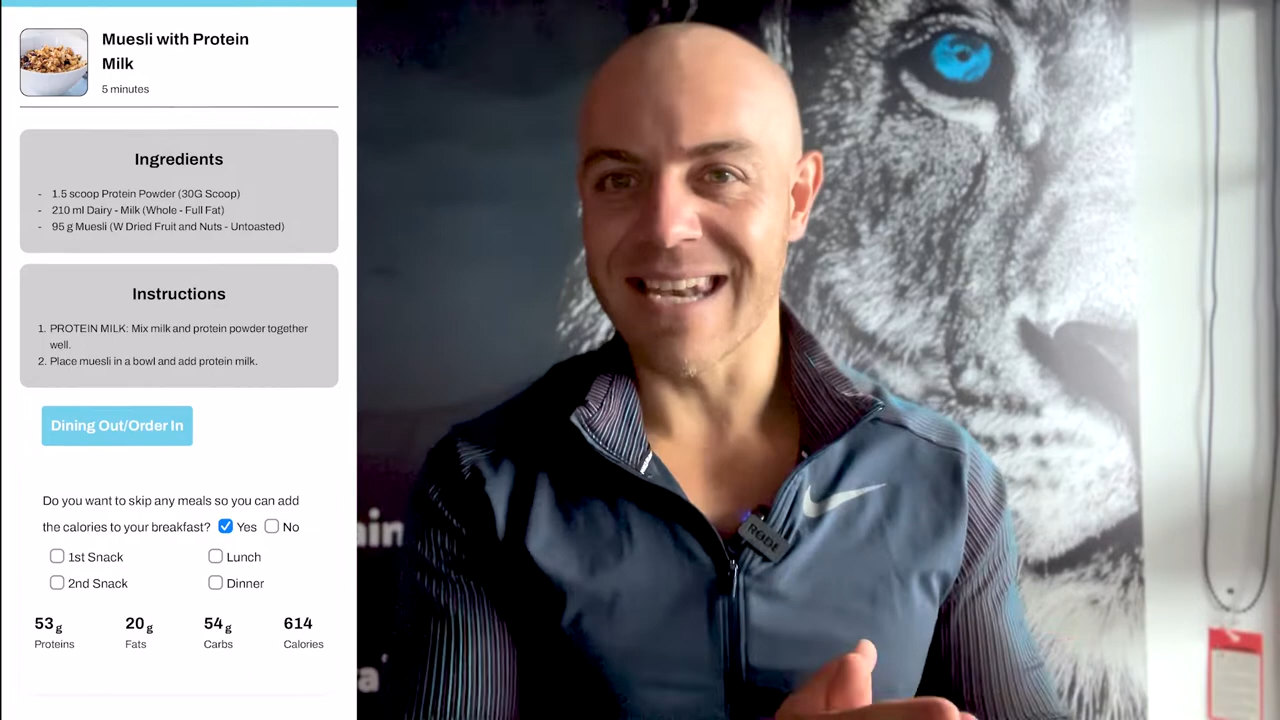 Muesli with Protein
Milk
5 minutes
Ingredients
- 1.5 scoop Protein Powder (30G Scoop)
- 210 ml Dairy - Milk (Whole - Full Fat)
- 95 g Muesli (W Dried Fruit and Nuts - Untoasted)
Instructions
1. PROTEIN MILK: Mix milk and protein powder together
well.
2. Place muesli in a bowl and add protein milk.
Dining Out/Order In
Do you want to skip any meals so you can add
the calories to your breakfast? Yes No
1st Snack Lunch
2nd Snack Dinner
53 g 20 g 54 g 614
Proteins Fats Carbs Calories
RØDE